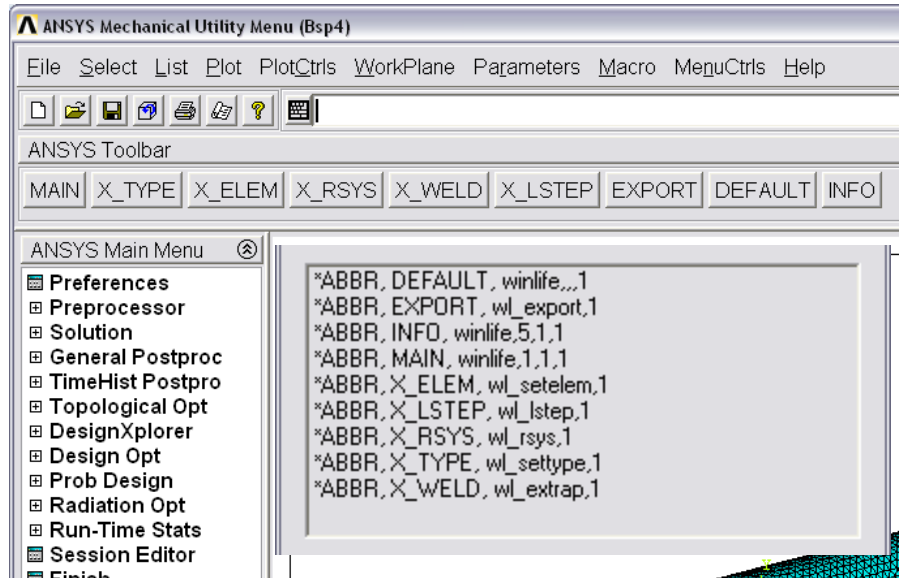 ANSYS Mechanical Utility Menu (Bsp4)
File Select List Plot PlotCtrls WorkPlane Parameters Macro MenuCtrls Help
ANSYS Toolbar
MAIN X_TYPE X_ELEM X_RSYS X_WELD X_LSTEP EXPORT DEFAULT INFO
ANSYS Main Menu
Preferences
Preprocessor
Solution
General Postproc
TimeHist Postpro
Topological Opt
DesignXplorer
Design Opt
Prob Design
Radiation Opt
Run-Time Stats
Session Editor
Finish
*ABBR, DEFAULT, winlife,,,1
*ABBR, EXPORT, wl_export,1
*ABBR, INFO, winlife,5,1,1
*ABBR, MAIN, winlife,1,1,1
*ABBR, X_ELEM, wl_setelem,1
*ABBR, X_LSTEP, wl_lstep,1
*ABBR, X_RSYS, wl_rsys,1
*ABBR, X_TYPE, wl_settype,1
*ABBR, X_WELD, wl_extrap,1
Y